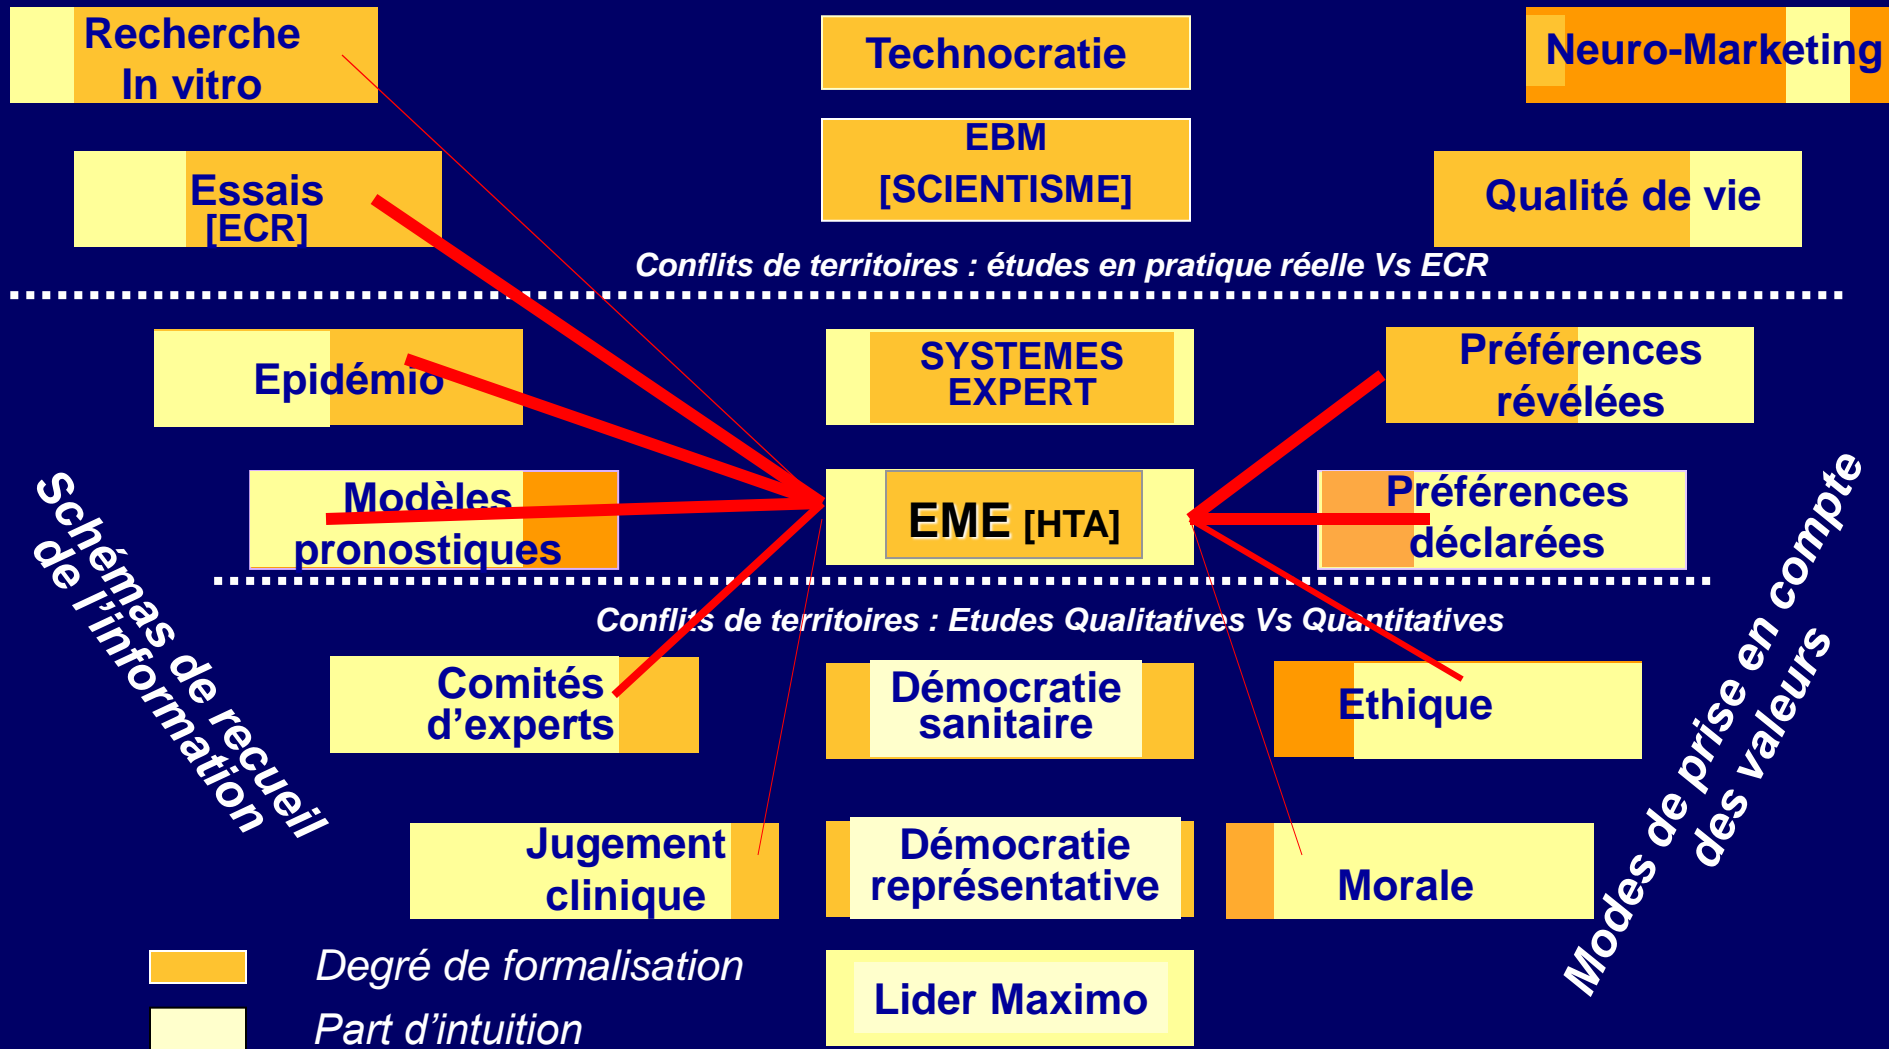 Recherche
In vitro
Technocratie
Neuro-Marketing
EBM
[SCIENTISME]
Essais
[ECR]
Qualité de vie
Conflits de territoires : études en pratique réelle Vs ECR
Epidémio
SYSTEMES
EXPERT
Préférences
révélées
Modèles
pronostiques
EME [HTA]
Préférences
déclarées
Schémas de recueil
de l'information
Modes de prise en compte
des valeurs
Conflits de territoires : Etudes Qualitatives Vs Quantitatives
Comités
d’experts
Démocratie
sanitaire
Ethique
Jugement
clinique
Démocratie
représentative
Morale
Degré de formalisation
Part d’intuition
Lider Maximo